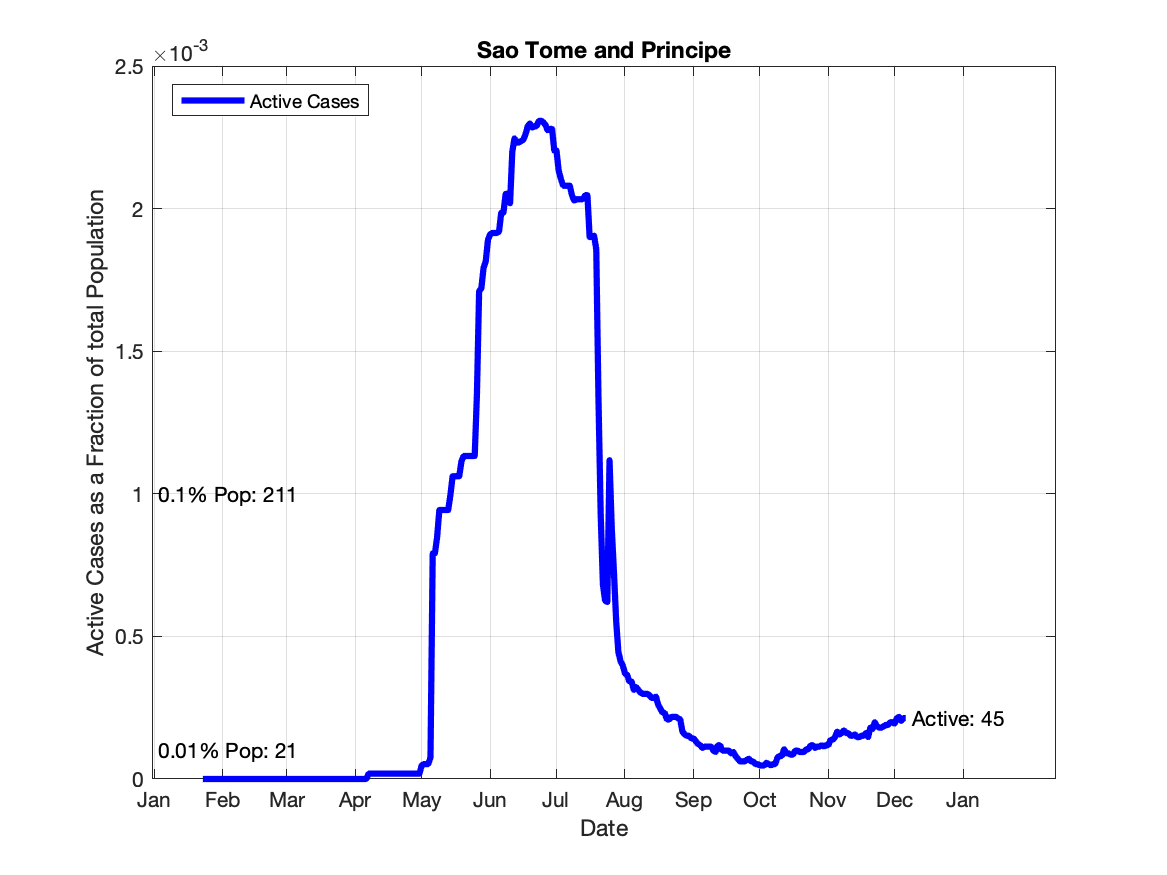 Sao Tome and Principe
×10-3
2.5
2
1.5
1
0.5
0
Active Cases as a Fraction of total Population
Active Cases
0.1% Pop: 211
0.01% Pop: 21
Active: 45
Jan Feb Mar Apr May Jun Jul Aug Sep Oct Nov Dec Jan
Date